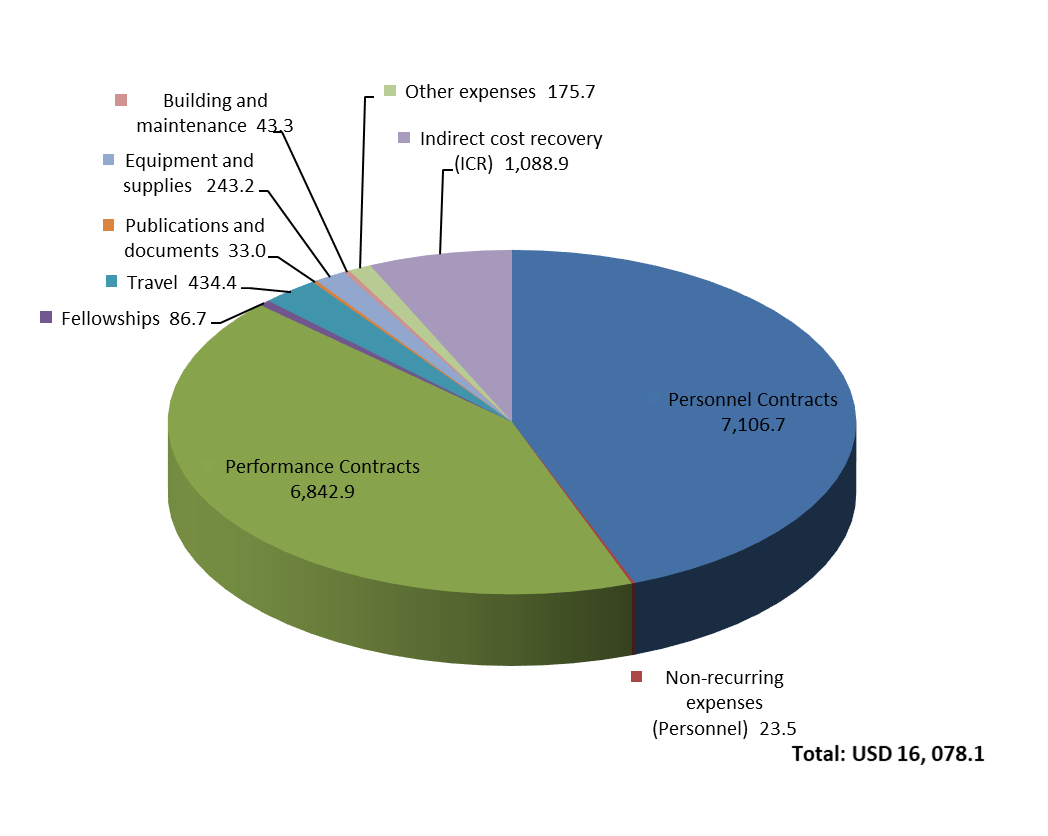 Other expenses 175.7
Building and
maintenance 43.3
Indirect cost recovery
(ICR) 1,088.9
Equipment and
supplies 243.2
Publications and
documents 33.0
Travel 434.4
Fellowships 86.7
Personnel Contracts
7,106.7
Performance Contracts
6,842.9
Non-recurring
expenses
(Personnel) 23.5
Total: USD 16, 078.1